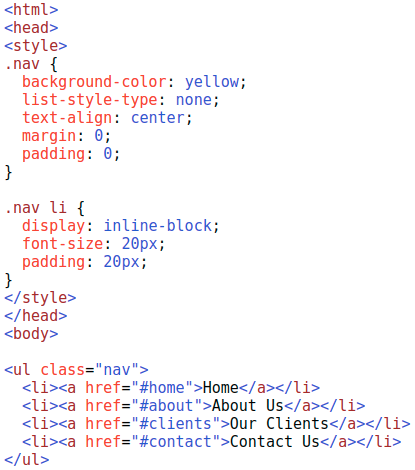 <html>
<head>
<style>
.nav {
  background-color: yellow;
  list-style-type: none;
  text-align: center;
  margin: 0;
  padding: 0;
}

.nav li {
  display: inline-block;
  font-size: 20px;
  padding: 20px;
}
</style>
</head>
<body>

<ul class="nav">
  <li><a href="#home">Home</a></li>
  <li><a href="#about">About Us</a></li>
  <li><a href="#clients">Our Clients</a></li>
  <li><a href="#contact">Contact Us</a></li>
</ul>